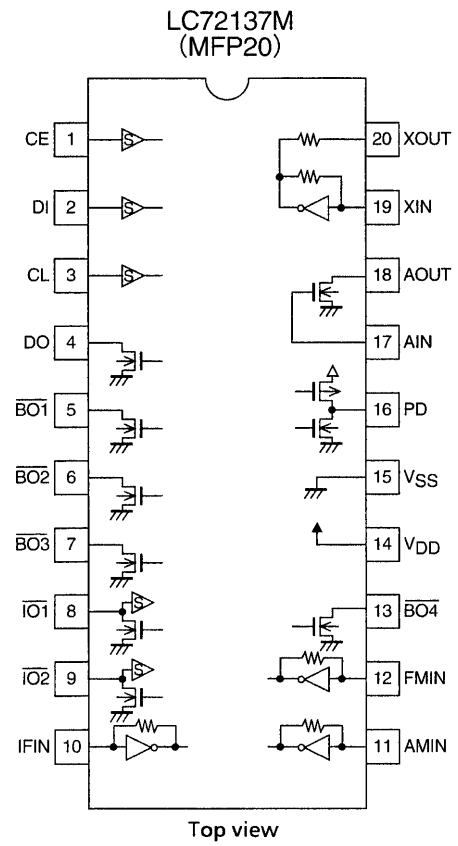 LC72137M
(MFP20)
CE 1 S 20 XOUT
DI 2 S 19 XIN
CL 3 S 18 AOUT
DO 4 17 AIN
BO1 5 16 PD
BO2 6 15 VSS
BO3 7 14 VDD
IO1 8 S 13 BO4
IO2 9 S 12 FMIN
IFIN 10 11 AMIN
Top view